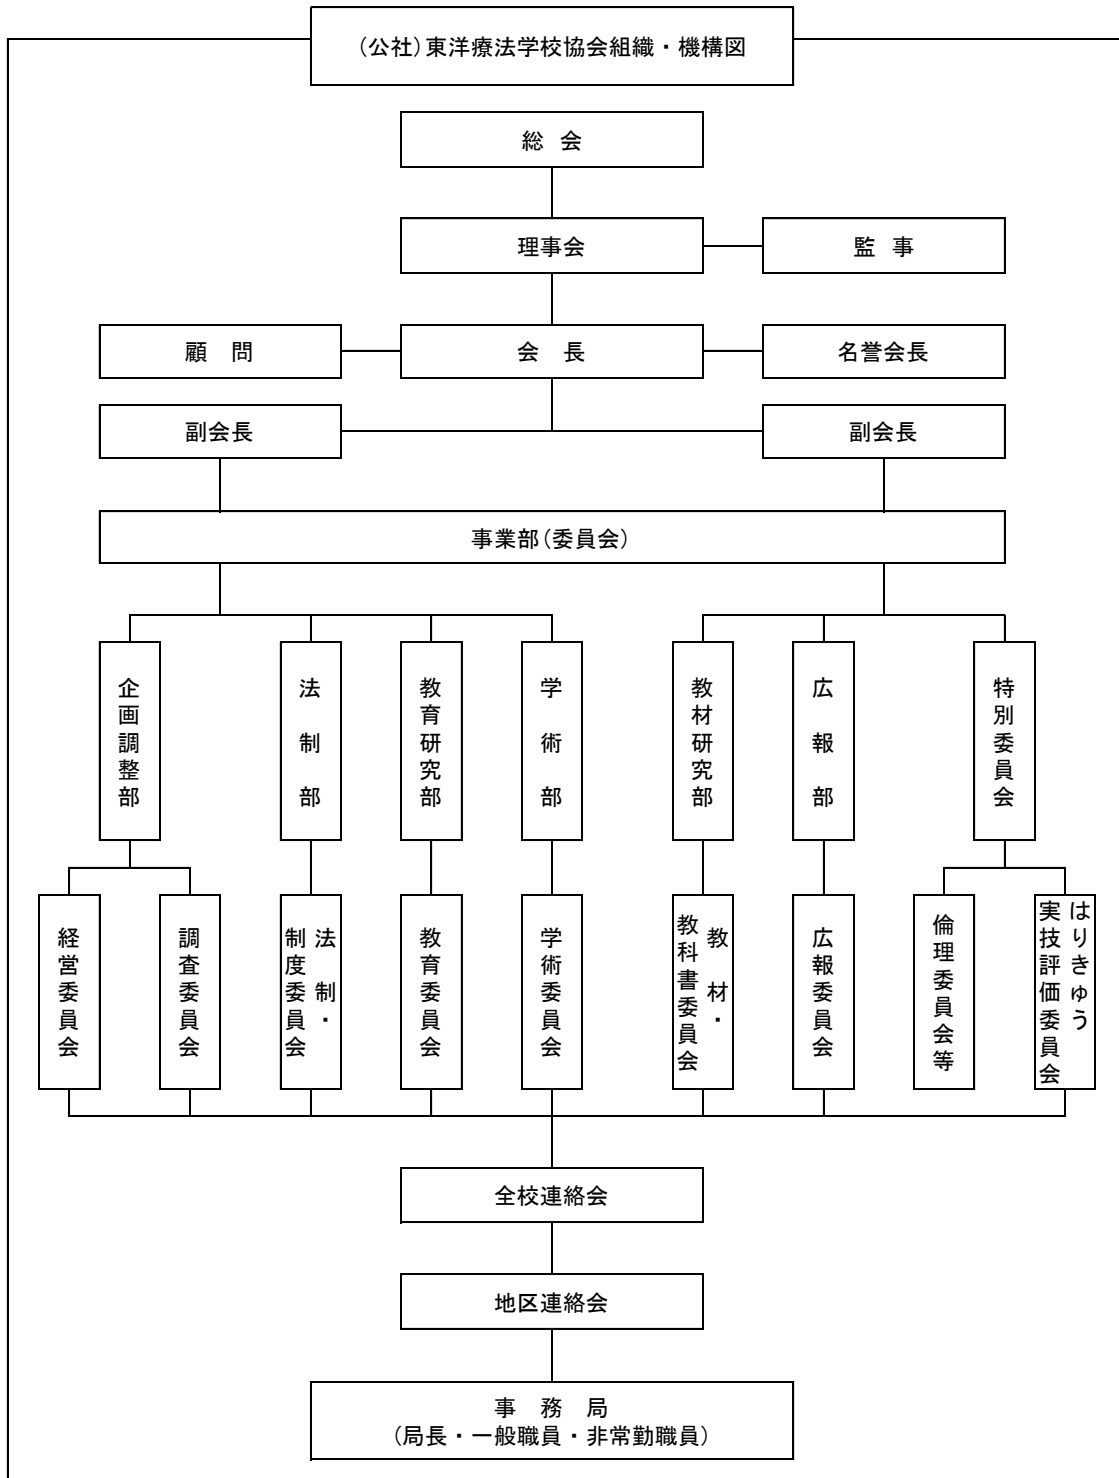 (公社)東洋療法学校協会組織・機構図
総 会
理事会
監 事
顧 問
会 長
名誉会長
副会長
副会長
事業部(委員会)
企画調整部
法制部
教育研究部
学術部
教材研究部
広報部
特別委員会
経営委員会
調査委員会
法制・
制度委員会
教育委員会
学術委員会
教材・
教科書委員会
広報委員会
倫理委員会等
はりきゅう
実技評価委員会
全校連絡会
地区連絡会
事 務 局
(局長・一般職員・非常勤職員)